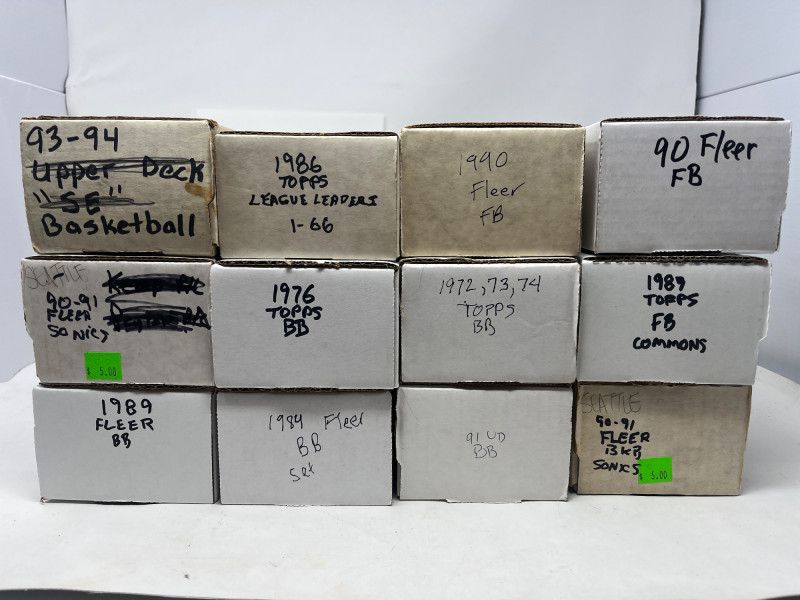 93-94
Upper Deck
"SE"
Basketball
1986
TOPPS
LEAGUE LEADERS
1-66
1990
Fleer
FB
90 Fleer
FB
SEATTLE
90-91
FLEER
SONICS
$ 5.00
1976
TOPPS
BB
1972, 73, 74
TOPPS
BB
1989
TOPPS
FB
COMMONS
1989
FLEER
BB
1984 Fleer
BB
Set
91 UD
BB
SEATTLE
90-91
FLEER
BKB
SONICS
$ 5.00